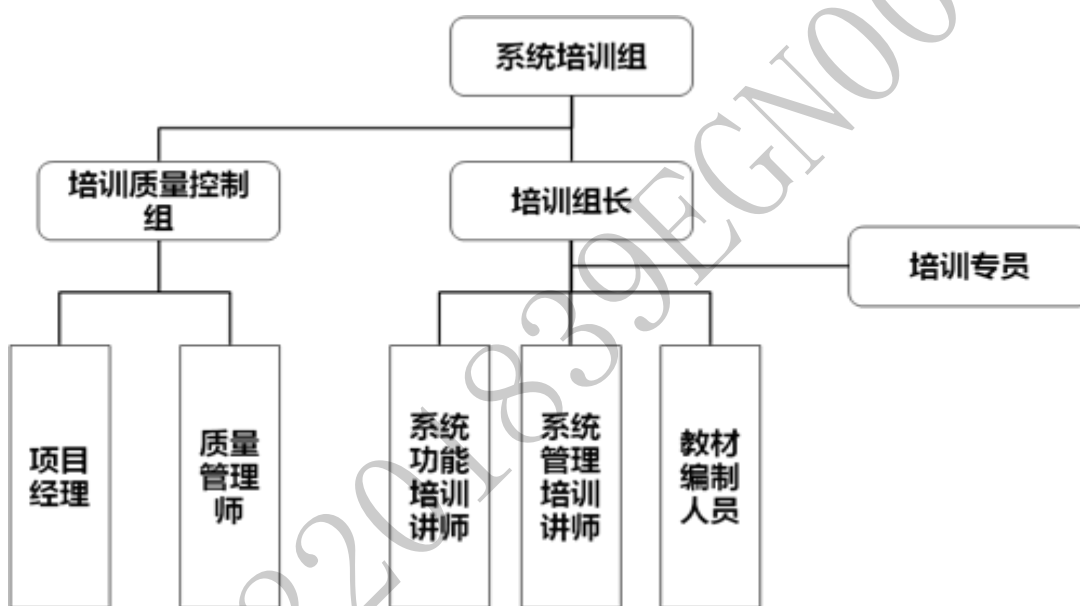 系统培训组
培训质量控制
组
培训组长
培训专员
项目
经理
质量
管理
师
系统
功能
培训
讲师
系统
管理
培训
讲师
教材
编制
人员
8201839EGN00